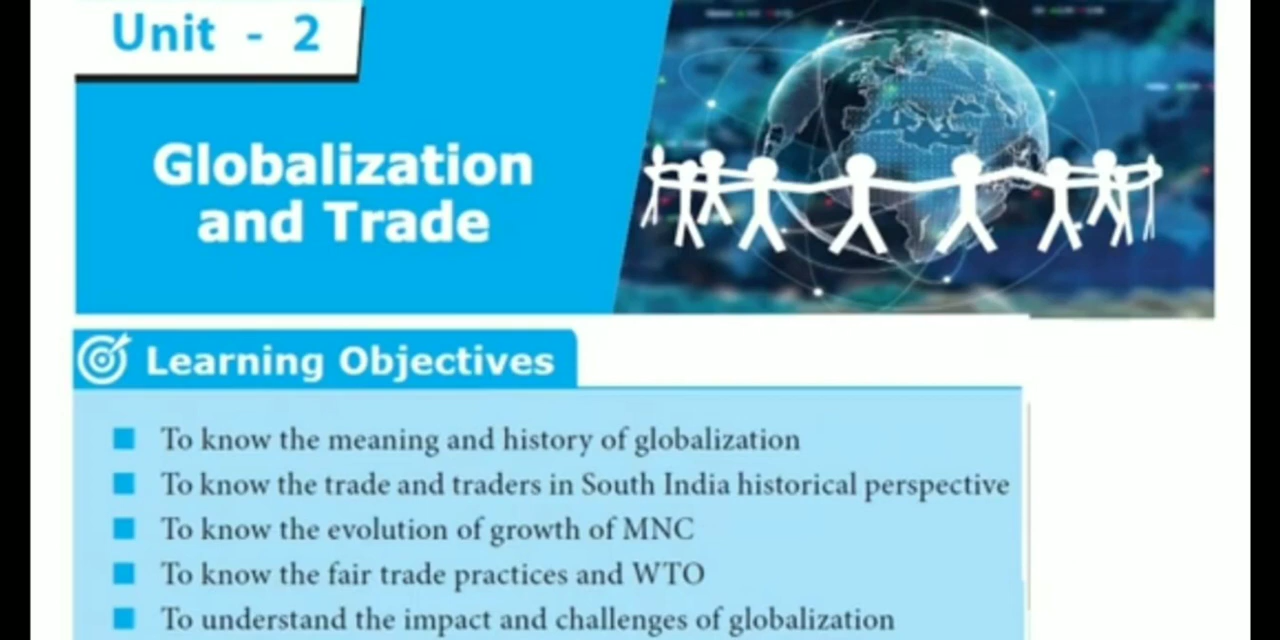 Unit - 2
Globalization
and Trade
Learning Objectives
To know the meaning and history of globalization
To know the trade and traders in South India historical perspective
To know the evolution of growth of MNC
To know the fair trade practices and WTO
To understand the impact and challenges of globalization